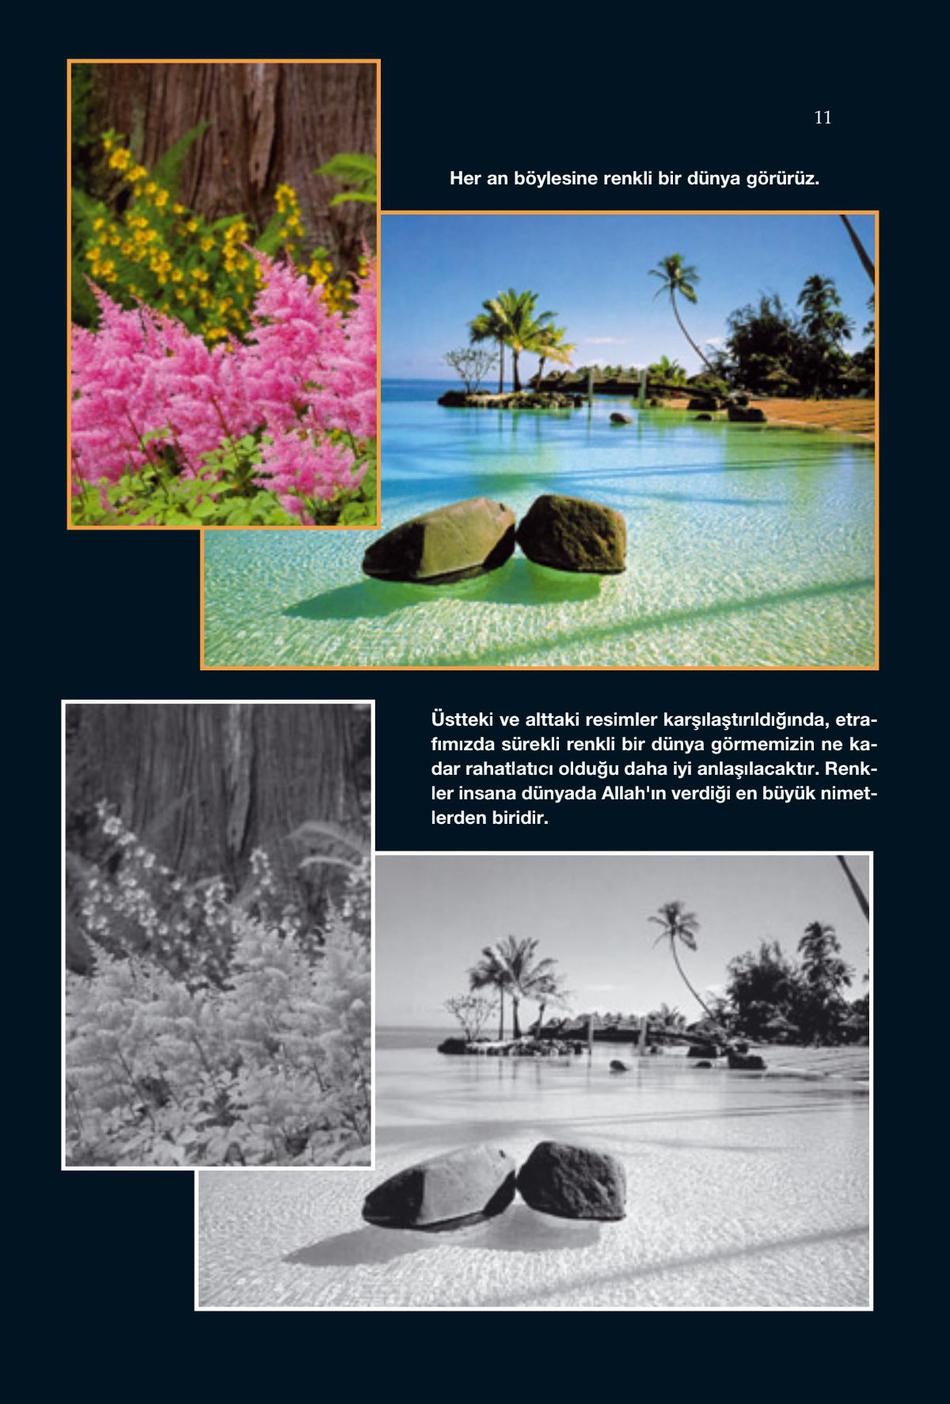 11
Her an böylesine renkli bir dünya görürüz.
Üstteki ve alttaki resimler karşılaştırıldığında, etra-
fımızda sürekli renkli bir dünya görmemizin ne ka-
dar rahatlatıcı olduğu daha iyi anlaşılacaktır. Renk-
ler insana dünyada Allah'ın verdiği en büyük nimet-
lerden biridir.